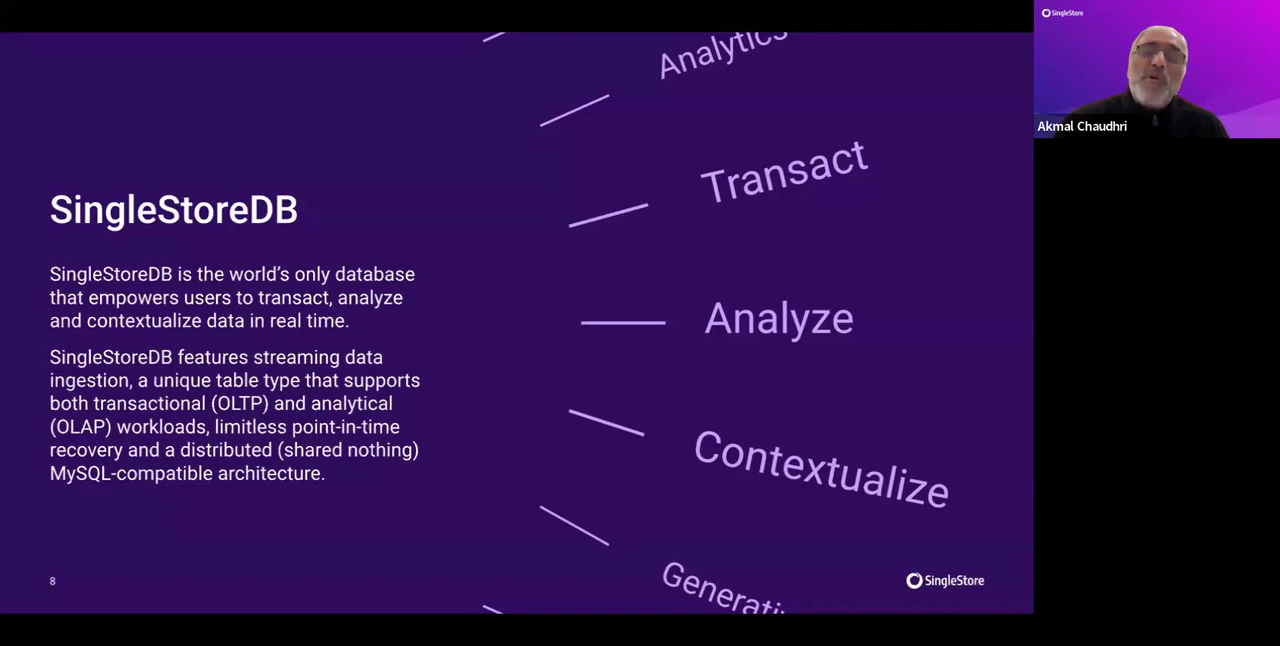 SingleStoreDB
SingleStoreDB is the world's only database
that empowers users to transact, analyze
and contextualize data in real time.
SingleStoreDB features streaming data
ingestion, a unique table type that supports
both transactional (OLTP) and analytical
(OLAP) workloads, limitless point-in-time
recovery and a distributed (shared nothing)
MySQL-compatible architecture.
8
Analytics
Transact
Analyze
Contextualize
SingleStore
SingleStore
Akmal Chaudhri